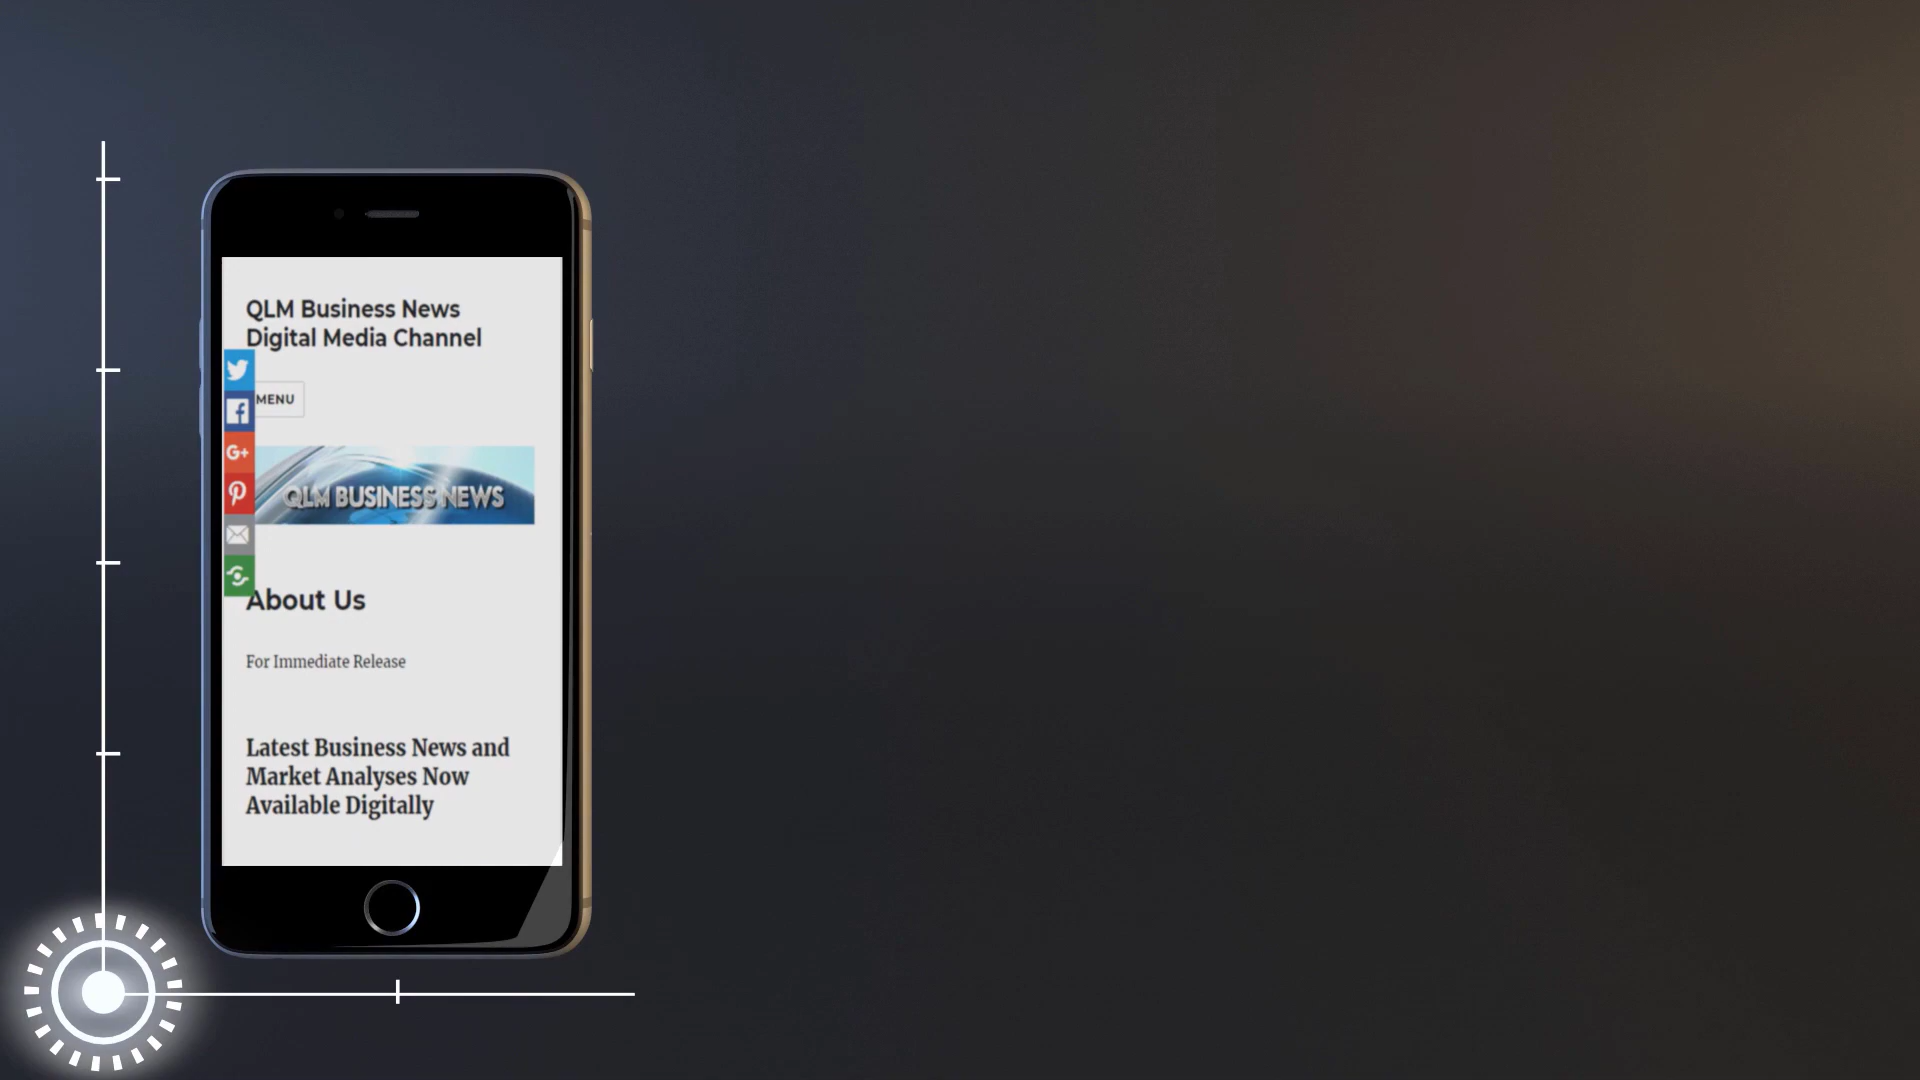 QLM Business News
Digital Media Channel
MENU
G+
QLM BUSINESS NEWS
About Us
For Immediate Release
Latest Business News and
Market Analyses Now
Available Digitally